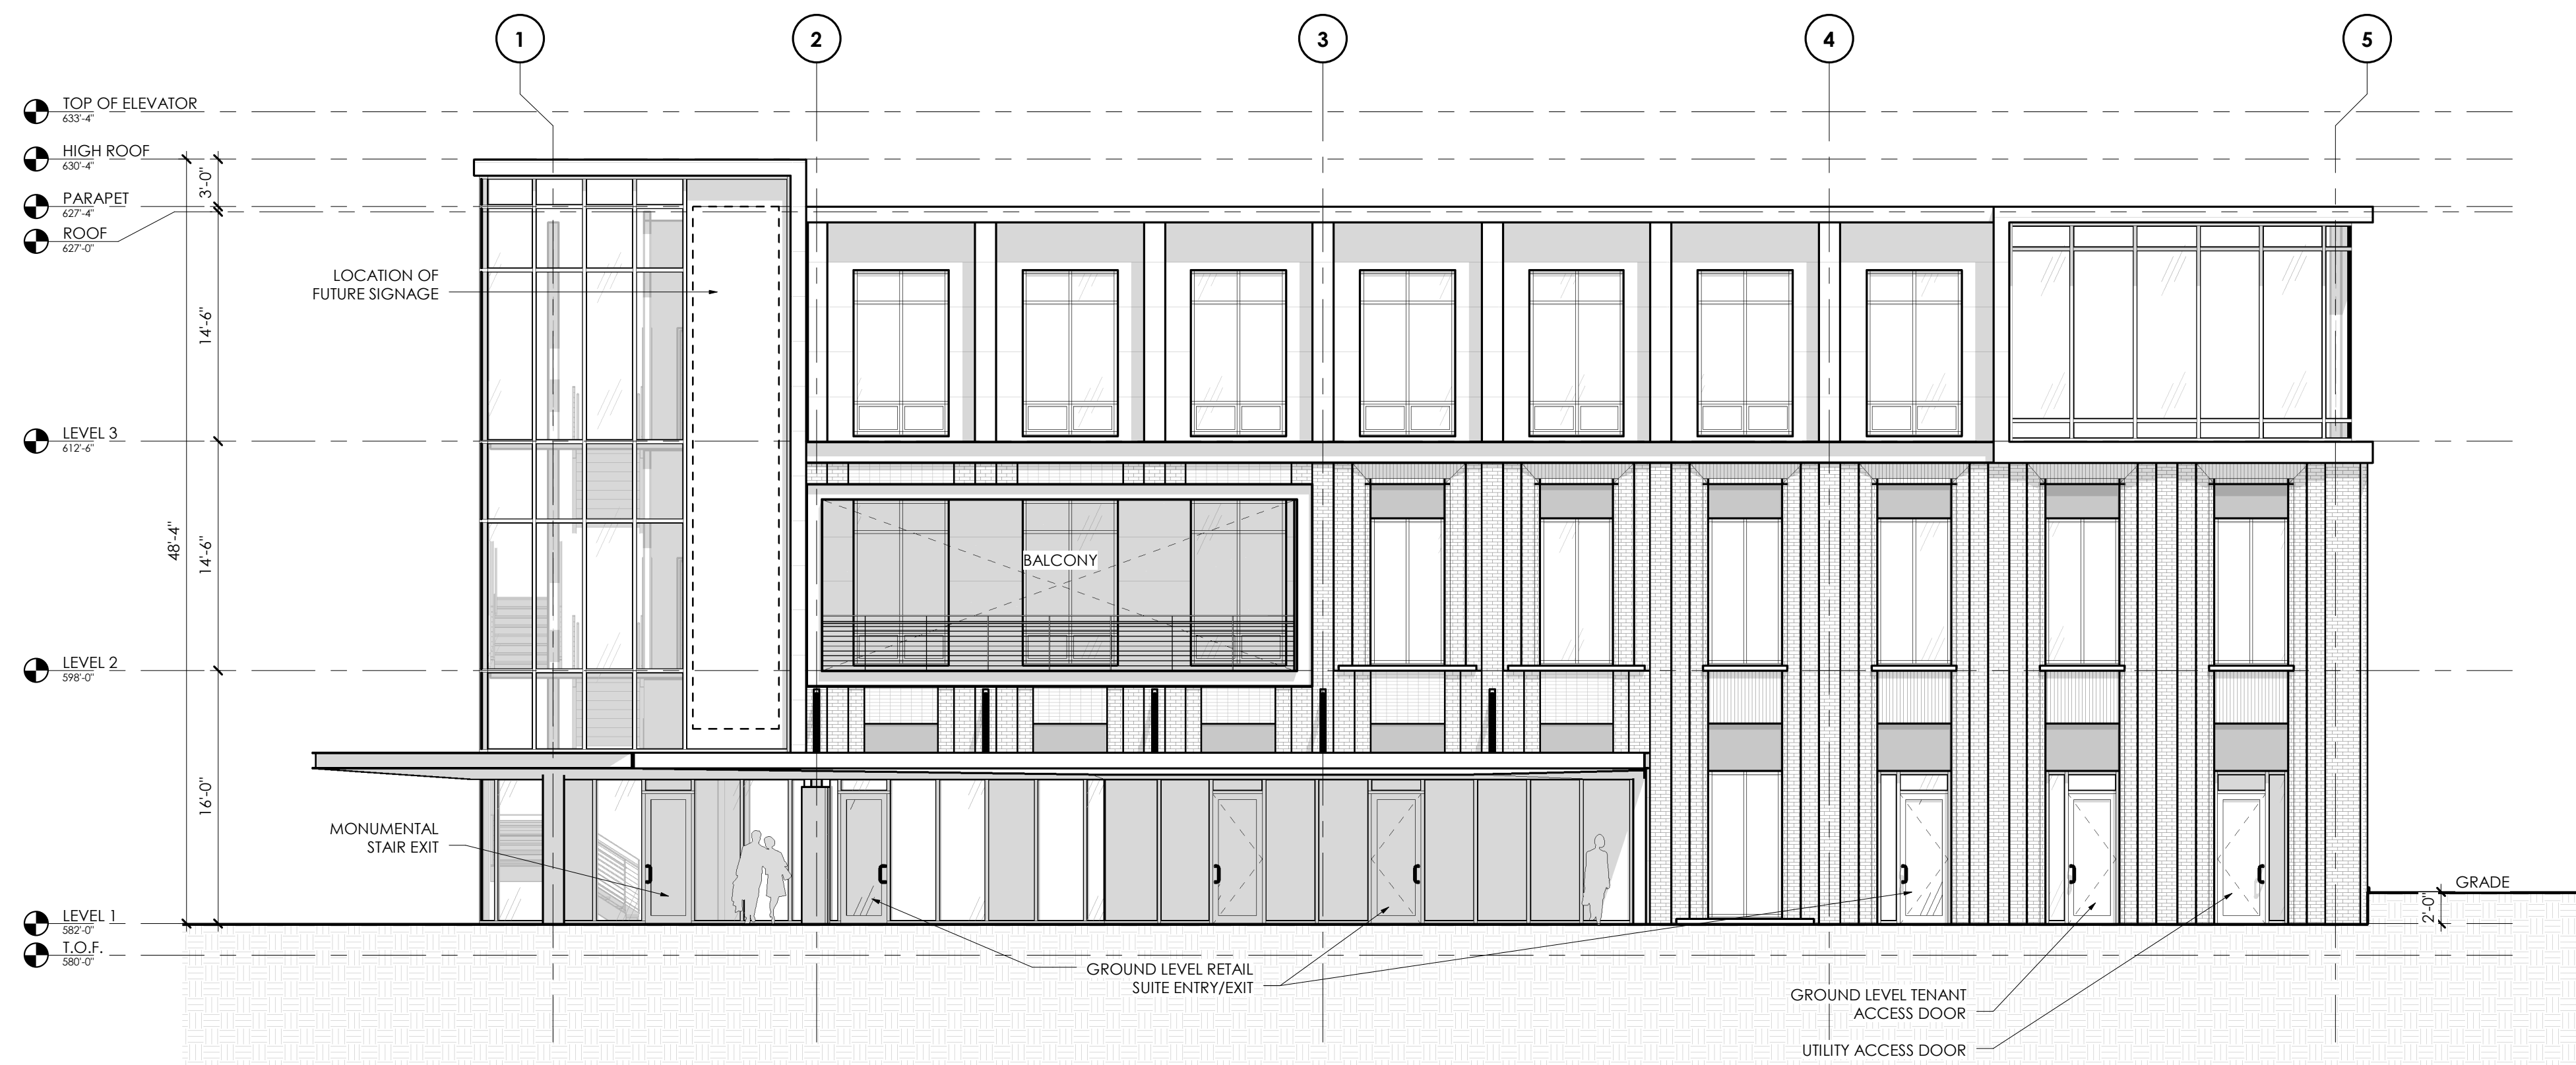 1
2
3
4
5
TOP OF ELEVATOR
633'-4"
HIGH ROOF
630'-4"
PARAPET
627'-4"
ROOF
627'-0"
LEVEL 3
612'-6"
LEVEL 2
598'-0"
LEVEL 1
582'-0"
T.O.F.
580'-0"
48'-4"
3'-0"
14'-6"
14'-6"
16'-0"
LOCATION OF
FUTURE SIGNAGE
BALCONY
MONUMENTAL
STAIR EXIT
GROUND LEVEL RETAIL
SUITE ENTRY/EXIT
GROUND LEVEL TENANT
ACCESS DOOR
UTILITY ACCESS DOOR
GRADE
2'-0"